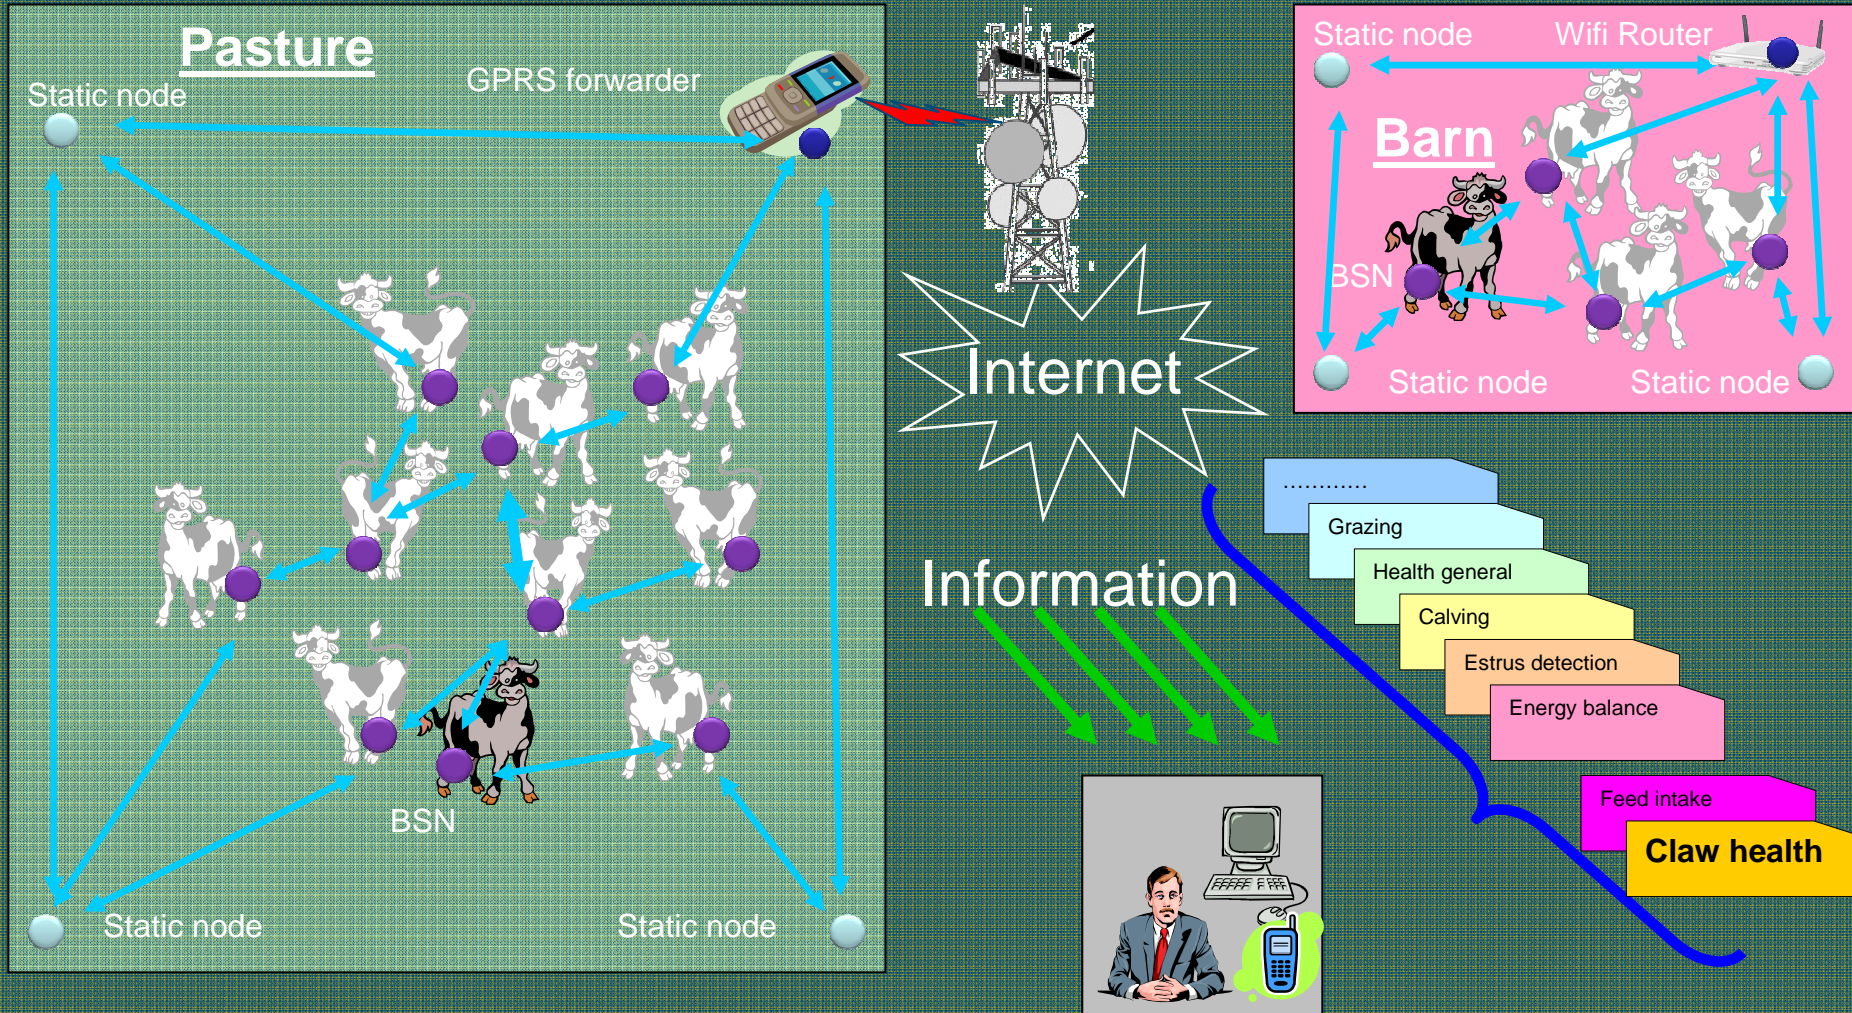 Pasture
Static node
GPRS forwarder
BSN
Static node
Static node
Internet
Information
Static node
Wifi Router
Barn
BSN
Static node
Static node
............
Grazing
Health general
Calving
Estrus detection
Energy balance
Feed intake
Claw health